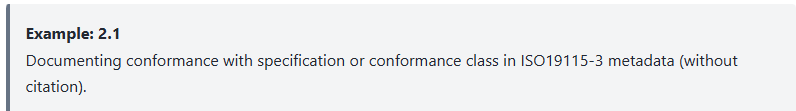 Example: 2.1
Documenting conformance with specification or conformance class in ISO19115-3 metadata (without
citation).